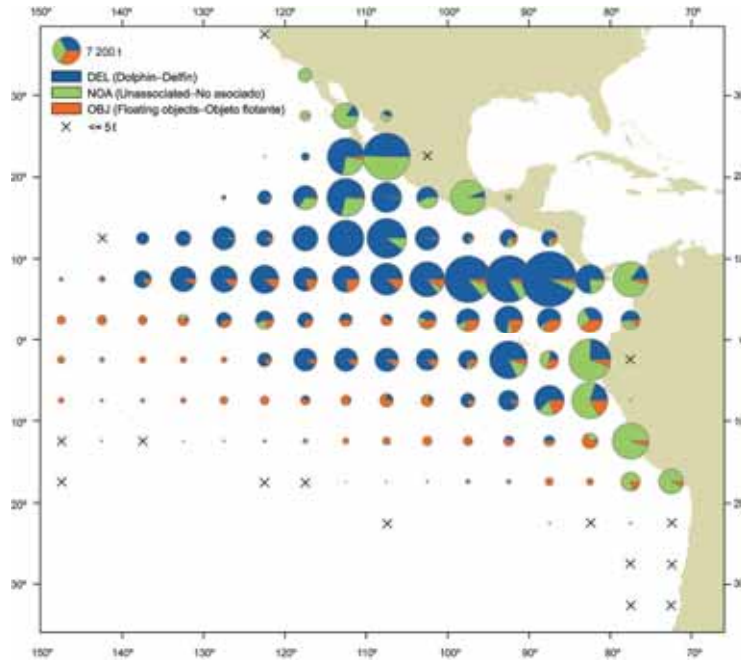 150° 140° 130° 120° 110° 100° 90° 80° 70°
7 200 t
DEL (Dolphin–Delfín)
NOA (Unassociated–No asociado)
OBJ (Floating objects–Objeto flotante)
<= 5 t
30°
20°
10°
0°
10°
20°
30°
150° 140° 130° 120° 110° 100° 90° 80° 70°